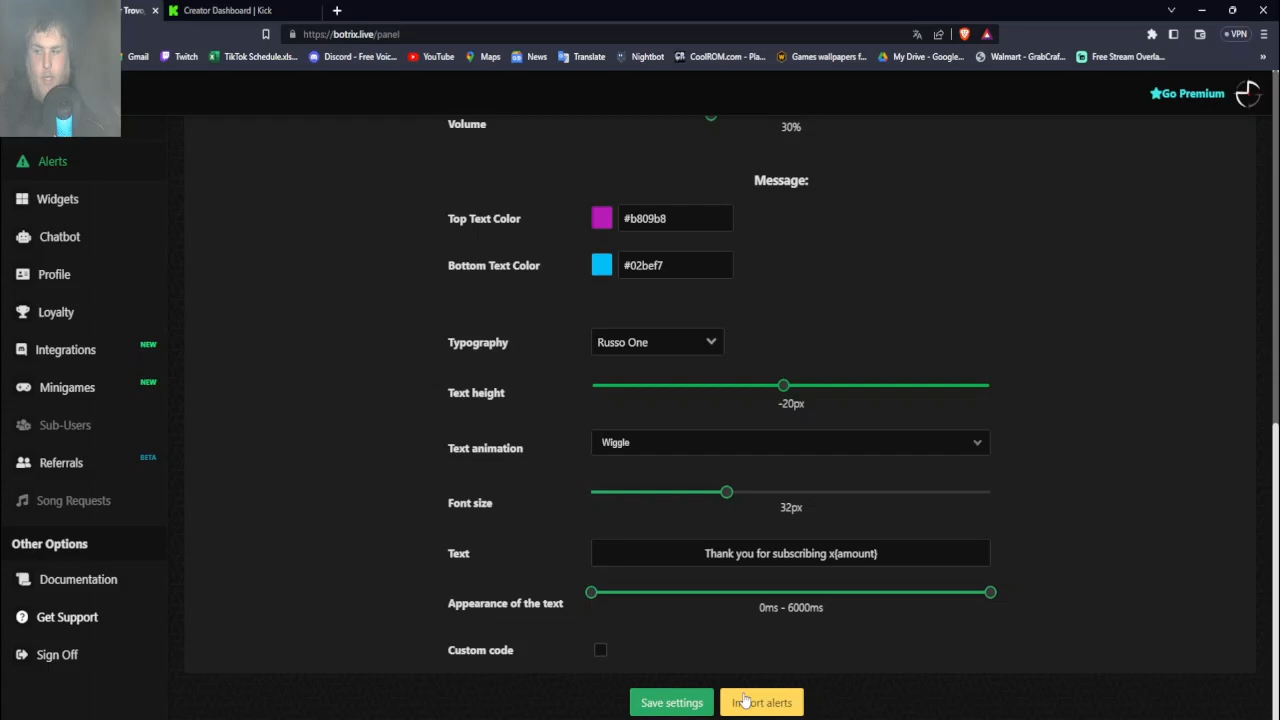 Trovo,
Creator Dashboard | Kick
https://botrix.live/panel
VPN
Gmail
Twitch
TikTok Schedule.xls...
Discord - Free Voic...
YouTube
Maps
News
Translate
Nightbot
CoolROM.com - Pla...
Games wallpapers f...
My Drive - Google...
Walmart - GrabCraf...
Free Stream Overla...
Go Premium
Alerts
Widgets
Chatbot
Profile
Loyalty
Integrations NEW
Minigames NEW
Sub-Users
Referrals BETA
Song Requests
Other Options
Documentation
Get Support
Sign Off
Volume
30%
Message:
Top Text Color #b809b8
Bottom Text Color #02bef7
Typography Russo One
Text height
-20px
Text animation Wiggle
Font size
32px
Text Thank you for subscribing x{amount}
Appearance of the text
0ms - 6000ms
Custom code
Save settings
Import alerts